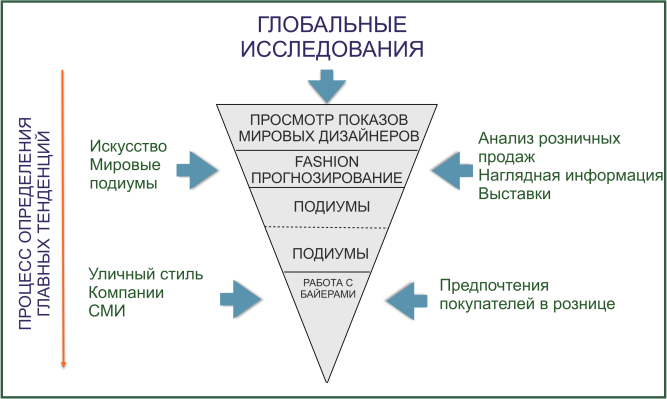 ГЛОБАЛЬНЫЕ
ИССЛЕДОВАНИЯ
ПРОЦЕСС ОПРЕДЕЛЕНИЯ
ГЛАВНЫХ ТЕНДЕНЦИЙ
ПРОСМОТР ПОКАЗОВ
МИРОВЫХ ДИЗАЙНЕРОВ
FASHION
ПРОГНОЗИРОВАНИЕ
ПОДИУМЫ
ПОДИУМЫ
РАБОТА С
БАЙЕРАМИ
Искусство
Мировые
подиумы
Анализ розничных
продаж
Наглядная информация
Выставки
Уличный стиль
Компании
СМИ
Предпочтения
покупателей в рознице